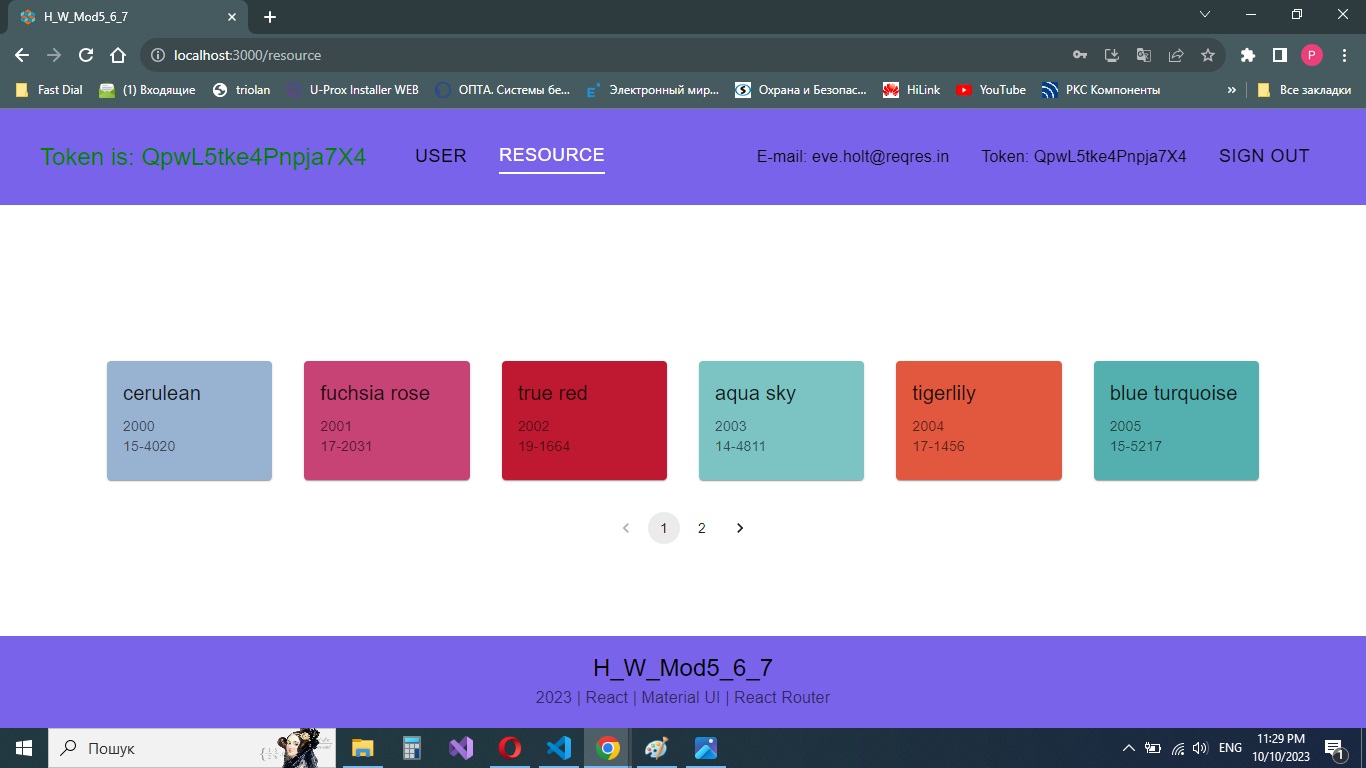 H_W_Mod5_6_7
localhost:3000/resource
P
Fast Dial
(1) Входящие
triolan
U-Prox Installer WEB
ОПТА. Системы бе...
Электронный мир...
Охрана и Безопас...
HiLink
YouTube
РКС Компоненты
»
Все закладки
Token is: QpwL5tke4Pnpja7X4
USER
RESOURCE
E-mail: eve.holt@reqres.in
Token: QpwL5tke4Pnpja7X4
SIGN OUT
cerulean
2000
15-4020
fuchsia rose
2001
17-2031
true red
2002
19-1664
aqua sky
2003
14-4811
tigerlily
2004
17-1456
blue turquoise
2005
15-5217
1
2
H_W_Mod5_6_7
2023 | React | Material UI | React Router
Пошук
ENG
11:29 PM
10/10/2023
1